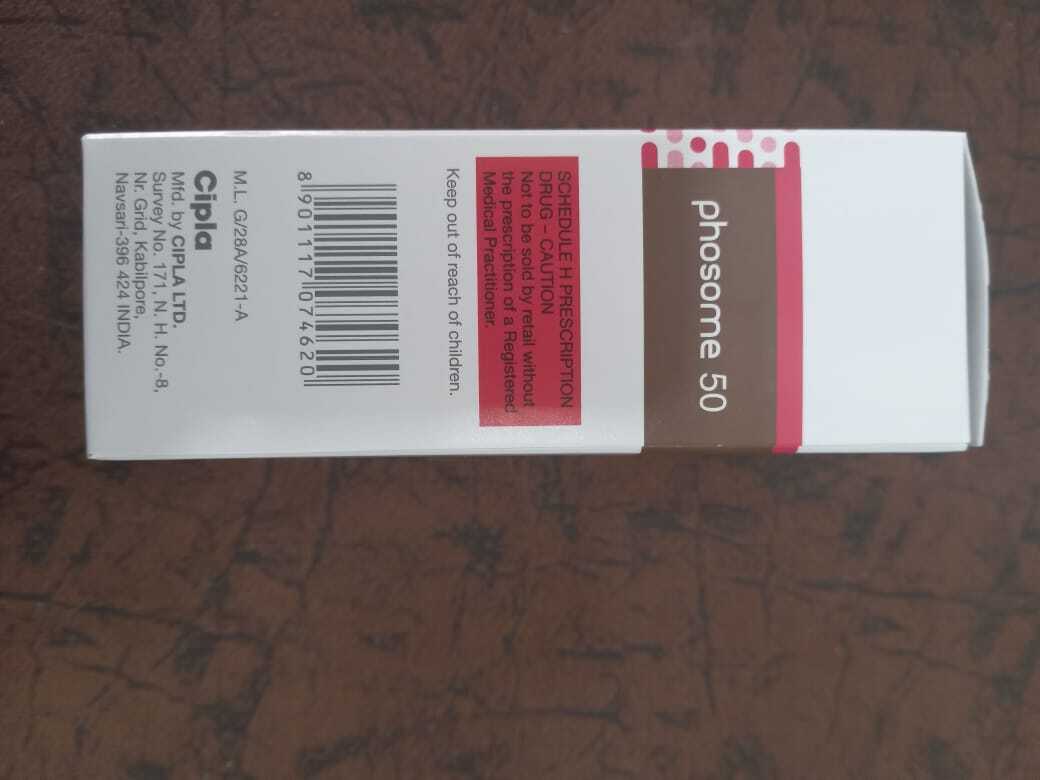 phosome 50
SCHEDULE H PRESCRIPTION
DRUG – CAUTION
Not to be sold by retail without
the prescription of a Registered
Medical Practitioner.
Keep out of reach of children.
8 901117 074620
M.L. G/28A/6221-A
Cipla
Mfd. by CIPLA LTD.
Survey No. 171, N. H. No.-8,
Nr. Grid, Kabilpore,
Navsari-396 424 INDIA.